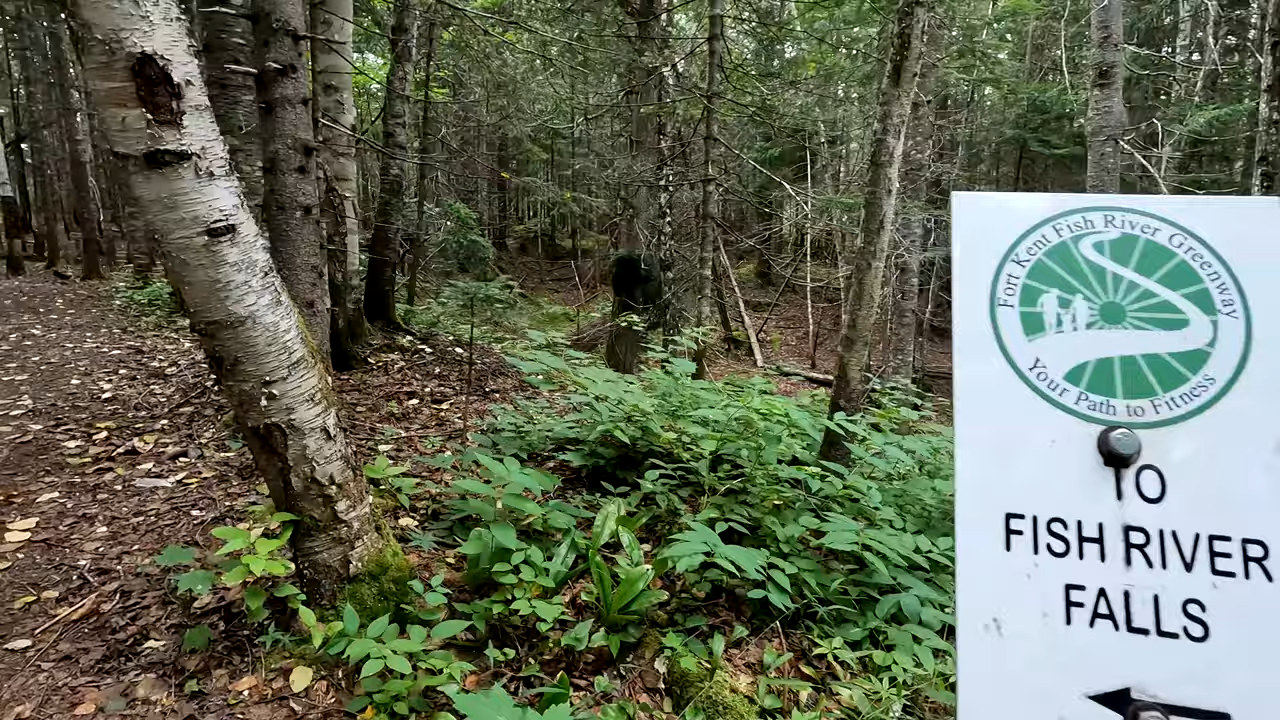 Fort Kent Fish River Greenway
Your Path to Fitness
TO
FISH RIVER
FALLS